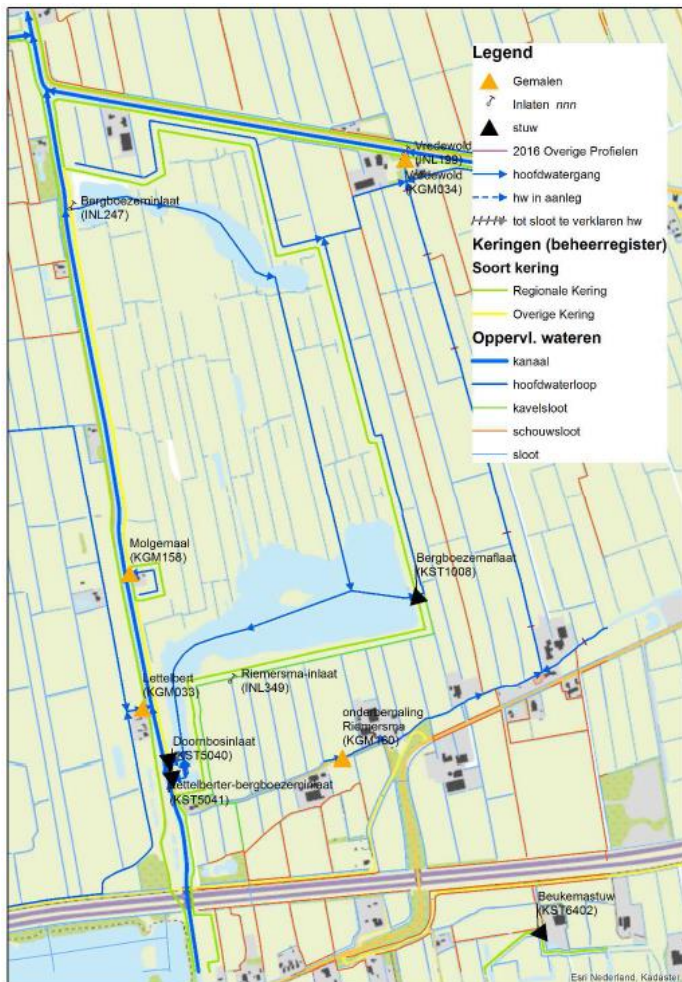 Legend
Gemalen
Inlaten nnn
stuw
2016 Overige Profielen
hoofdwatergang
hw in aanleg
tot sloot te verklaren hw
Keringen (beheerregister)
Soort kering
Regionale Kering
Overige Kering
Oppervl. wateren
kanaal
hoofdwaterloop
kavelsloot
schouwsloot
sloot
Vredewold
(INL199)
Vredewold
(KGM034)
Bergboezeminlaat
(INL247)
Molgemaal
(KGM158)
Bergboezemaflaat
(KST1008)
Riemersma-inlaat
(INL349)
Lettelbert
(KGM033)
onderbemaling
Riemersma
(KGM160)
Doornbosinlaat
(KST5040)
Lettelberter-bergboezeminlaat
(KST5041)
Beukemastuw
(KST6402)
Esri Nederland, Kadaster,